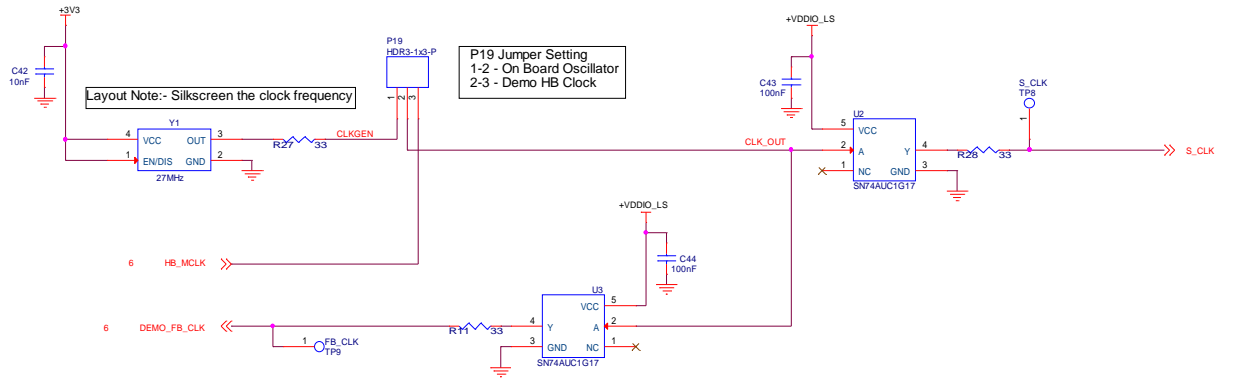 +3V3
+VDDIO_LS
P19
HDR3-1x3-P
P19 Jumper Setting
1-2 - On Board Oscillator
2-3 - Demo HB Clock
C42
10nF
C43
100nF
S_CLK
TP8
1
Layout Note:- Silkscreen the clock frequency
1
2
3
U2
Y1
5
VCC
4
VCC
OUT
3
R27
33
CLKGEN
CLK_OUT
2
A
Y
4
R28
33
S_CLK
1
EN/DIS
GND
2
1
NC
GND
3
27MHz
SN74AUC1G17
+VDDIO_LS
6
HB_MCLK
C44
100nF
U3
VCC
5
6
DEMO_FB_CLK
R11
33
4
Y
A
2
1
FB_CLK
TP9
3
GND
NC
1
SN74AUC1G17